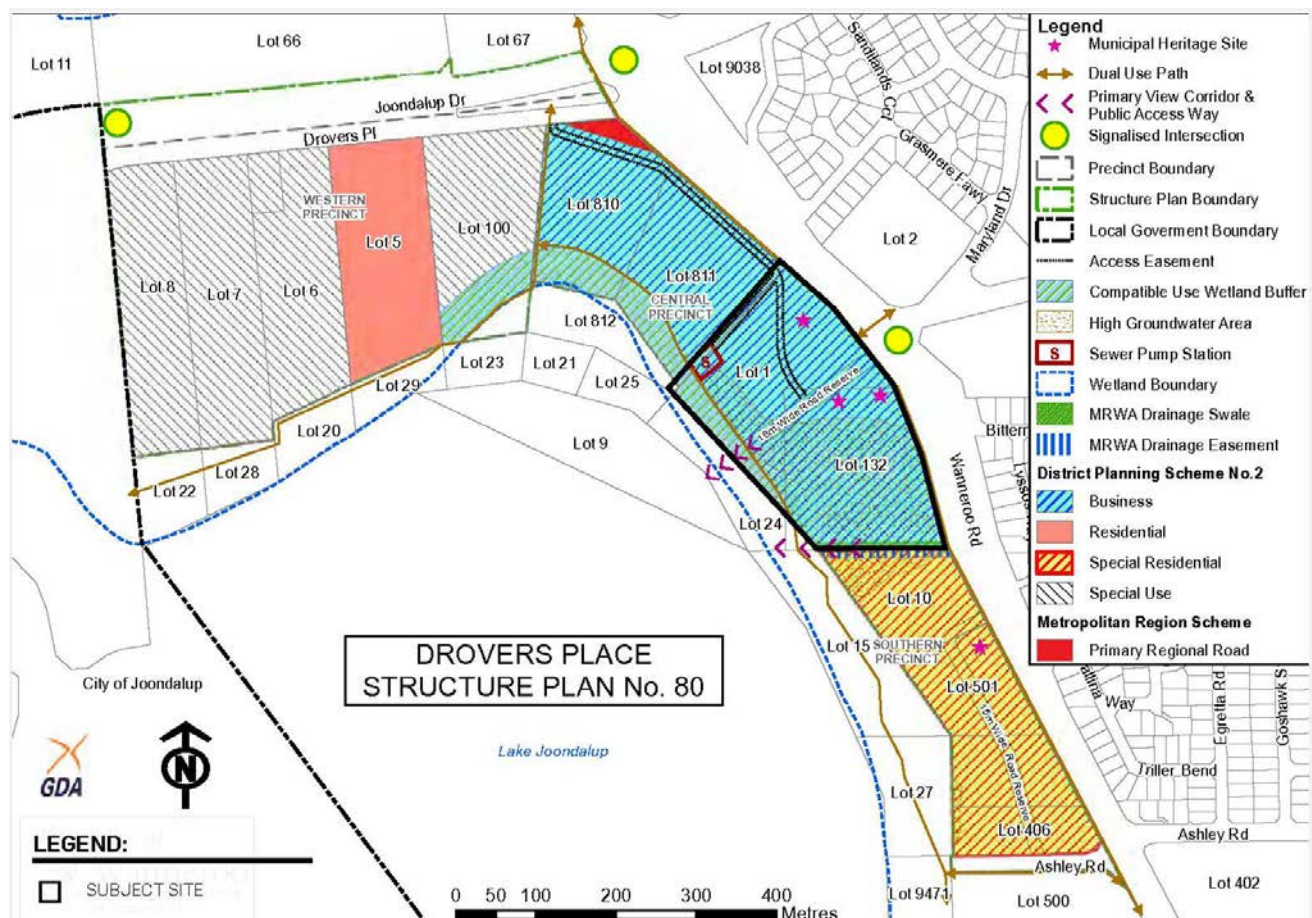 Lot 66
Lot 67
Lot 11
Lot 9038
Sandilands Cct
Grasmere Fawy
Maryland Dr
Joondalup Dr
Drovers Pl
WESTERN
PRECINCT
Lot 5
Lot 100
Lot 810
Lot 2
Lot 8
Lot 7
Lot 6
Lot 811
CENTRAL
PRECINCT
Lot 812
Lot 1
S
18m Wide Road Reserve
Lot 23
Lot 21
Lot 25
Lot 29
Lot 20
Lot 9
Lot 28
Lot 22
Lot 132
Lot 24
Wanneroo Rd
Bittern
Lot 10
Lot 15
SOUTHERN
PRECINCT
Lot 501
15m Wide Road Reserve
Lot 27
Lot 406
Way
Egretta Rd
Goshawk S
Triller Bend
Ashley Rd
Ashley Rd
Lot 9471
Lot 500
Lot 402
City of Joondalup
DROVERS PLACE
STRUCTURE PLAN No. 80
Lake Joondalup
GDA
N
LEGEND:
SUBJECT SITE
0 50 100 200 300 400
Metres
Legend
Municipal Heritage Site
Dual Use Path
Primary View Corridor &
Public Access Way
Signalised Intersection
Precinct Boundary
Structure Plan Boundary
Local Goverment Boundary
Access Easement
Compatible Use Wetland Buffer
High Groundwater Area
S Sewer Pump Station
Wetland Boundary
MRWA Drainage Swale
MRWA Drainage Easement
District Planning Scheme No.2
Business
Residential
Special Residential
Special Use
Metropolitan Region Scheme
Primary Regional Road